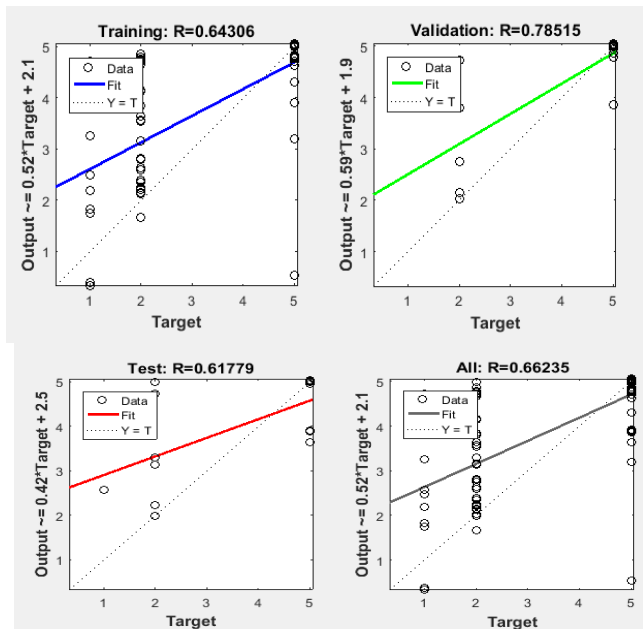 Training: R=0.64306
Output ~= 0.52*Target + 2.1
5
4
3
2
1
Data
Fit
Y = T
1 2 3 4 5
Target
Validation: R=0.78515
Output ~= 0.59*Target + 1.9
5
4
3
2
1
Data
Fit
Y = T
1 2 3 4 5
Target
Test: R=0.61779
Output ~= 0.42*Target + 2.5
5
4
3
2
1
Data
Fit
Y = T
1 2 3 4 5
Target
All: R=0.66235
Output ~= 0.52*Target + 2.1
5
4
3
2
1
Data
Fit
Y = T
1 2 3 4 5
Target